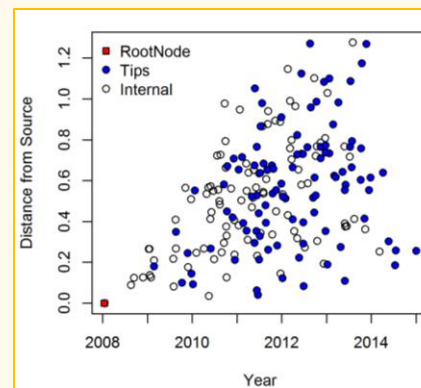 RootNode
Tips
Internal
Distance from Source
1.2
1.0
0.8
0.6
0.4
0.2
0.0
2008 2010 2012 2014
Year